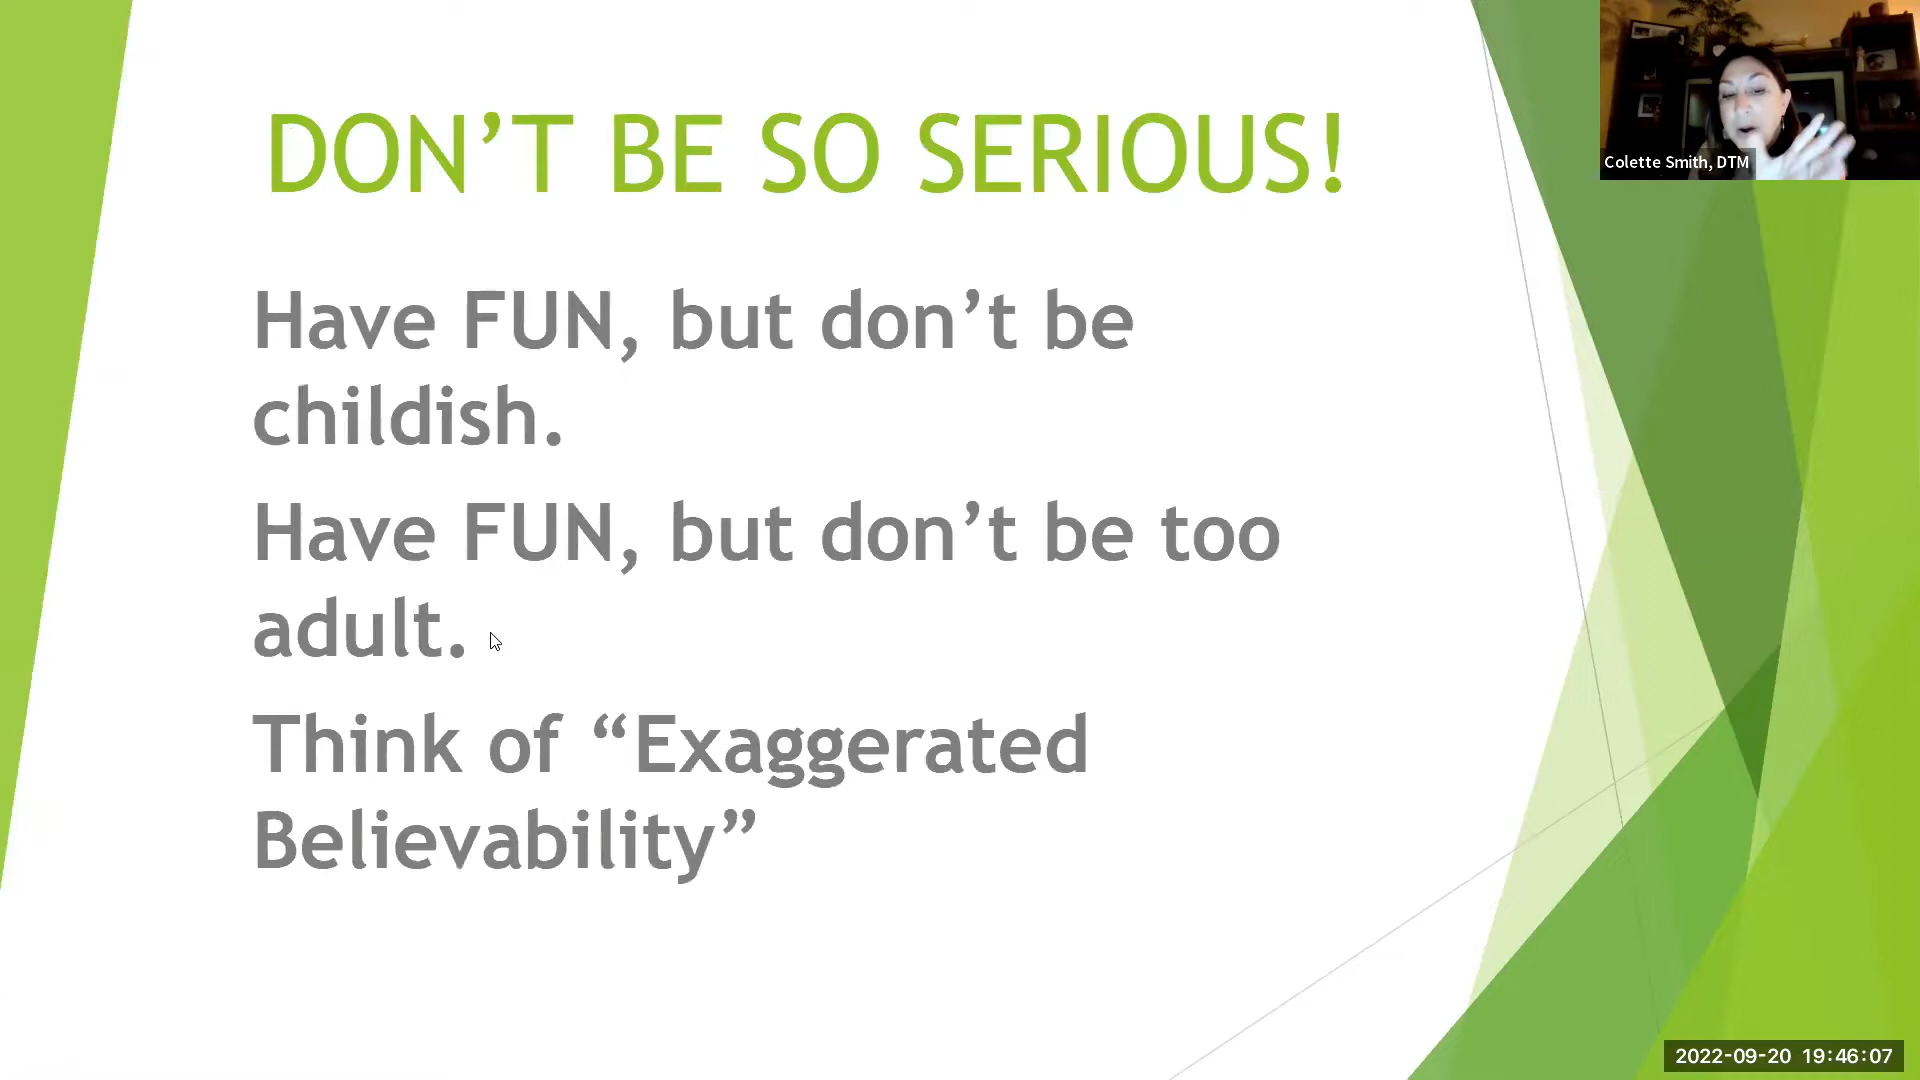 DON’T BE SO SERIOUS!
Have FUN, but don’t be
childish.
Have FUN, but don’t be too
adult.
Think of “Exaggerated
Believability”
Colette Smith, DTM
2022-09-20 19:46:07